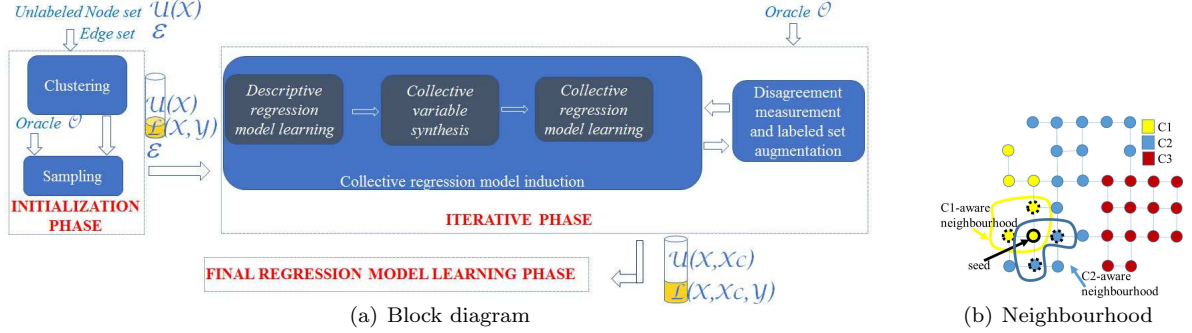 Unlabeled Node set U(X)
Edge set ε
Clustering
Oracle O
Sampling
INITIALIZATION
PHASE
U(X)
L(X,Y)
ε
Oracle O
Descriptive
regression
model learning
Collective
variable
synthesis
Collective
regression
model learning
Collective regression model induction
Disagreement
measurement
and labeled set
augmentation
ITERATIVE PHASE
FINAL REGRESSION MODEL LEARNING PHASE
U(X,Xc)
L(X,Xc,Y)
(a) Block diagram
C1
C2
C3
C1-aware
neighbourhood
seed
C2-aware
neighbourhood
(b) Neighbourhood